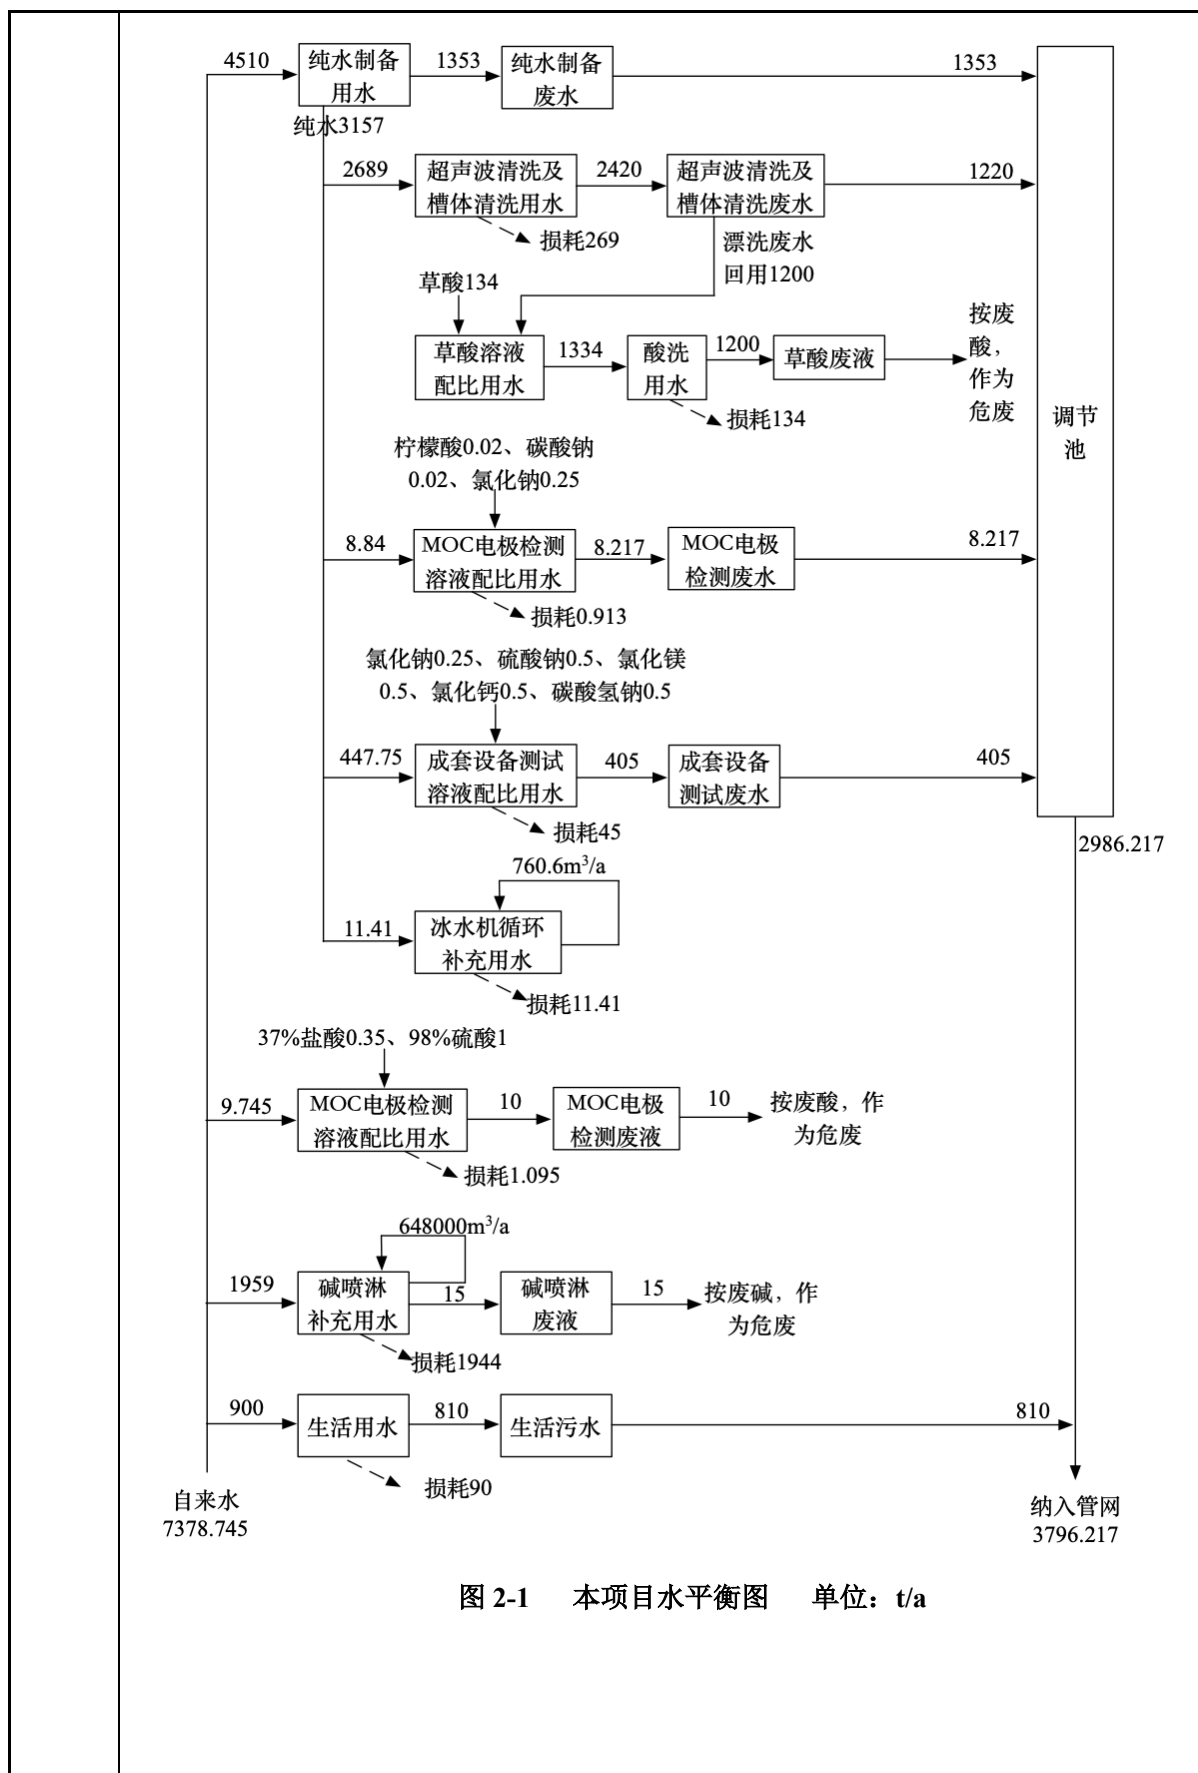 4510
纯水制备
用水
1353
纯水制备
废水
1353
纯水3157
2689
超声波清洗及
槽体清洗用水
2420
超声波清洗及
槽体清洗废水
1220
损耗269
漂洗废水
回用1200
草酸134
草酸溶液
配比用水
1334
酸洗
用水
1200
草酸废液
按废
酸，
作为
危废
损耗134
调节
池
柠檬酸0.02、碳酸钠
0.02、氯化钠0.25
8.84
MOC电极检测
溶液配比用水
8.217
MOC电极
检测废水
8.217
损耗0.913
氯化钠0.25、硫酸钠0.5、氯化镁
0.5、氯化钙0.5、碳酸氢钠0.5
447.75
成套设备测试
溶液配比用水
405
成套设备
测试废水
405
损耗45
2986.217
760.6m³/a
11.41
冰水机循环
补充用水
损耗11.41
37%盐酸0.35、98%硫酸1
9.745
MOC电极检测
溶液配比用水
10
MOC电极
检测废液
10
按废酸，作
为危废
损耗1.095
648000m³/a
1959
碱喷淋
补充用水
15
碱喷淋
废液
15
按废碱，作
为危废
损耗1944
900
生活用水
810
生活污水
810
损耗90
自来水
7378.745
纳入管网
3796.217
图 2-1 本项目水平衡图 单位：t/a